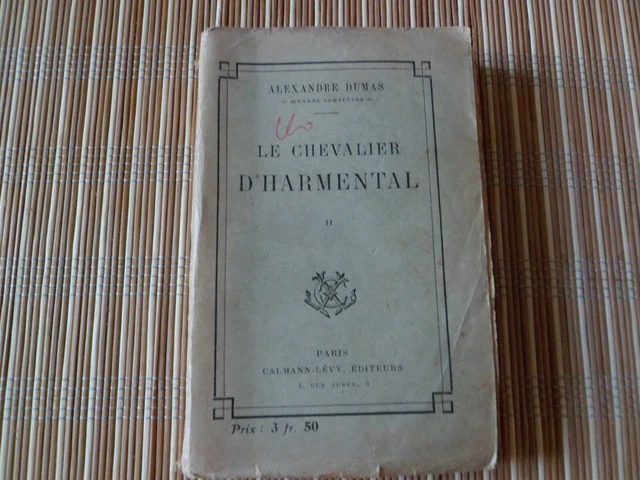 ALEXANDRE DUMAS
— ŒUVRES COMPLÈTES —
LE CHEVALIER
D'HARMENTAL
II
PARIS
CALMANN-LÉVY, ÉDITEURS
3, RUE AUBER, 3
Prix : 3 fr. 50